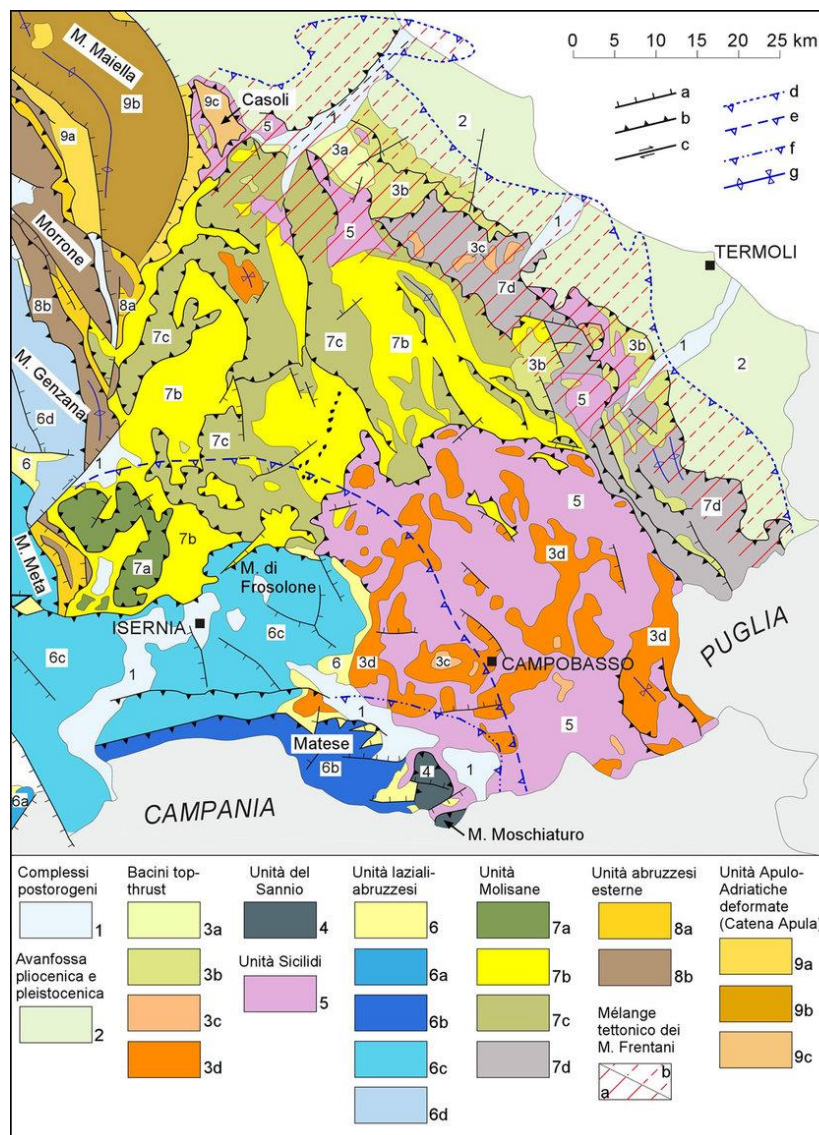 M. Maiella
9b
9a
9c
Casoli
5
1
3a
3b
2
0 5 10 15 20 25 km
a
b
c
d
e
f
g
Morrone
8b
8a
7c
7b
5
3c
7d
1
TERMOLI
M. Genzana
6d
7c
7b
7c
7b
3b
5
3b
1
2
6
1
7c
5
7d
M. Meta
7a
7b
M. di
Frosolone
3d
ISERNIA
6c
6c
1
6
3d
3c
CAMPOBASSO
3d
PUGLIA
1
5
Matese
6b
4
1
6a
CAMPANIA
M. Moschiaturo
Complessi
postorogeni
1
Avanfossa
pliocenica e
pleistocenica
2
Bacini top-
thrust
3a
3b
3c
3d
Unità del
Sannio
4
Unità Sicilidi
5
Unità laziali-
abruzzesi
6
6a
6b
6c
6d
Unità
Molisane
7a
7b
7c
7d
Unità abruzzesi
esterne
8a
8b
Mélange
tettonico dei
M. Frentani
a
b
Unità Apulo-
Adriatiche
deformate
(Catena Apula)
9a
9b
9c